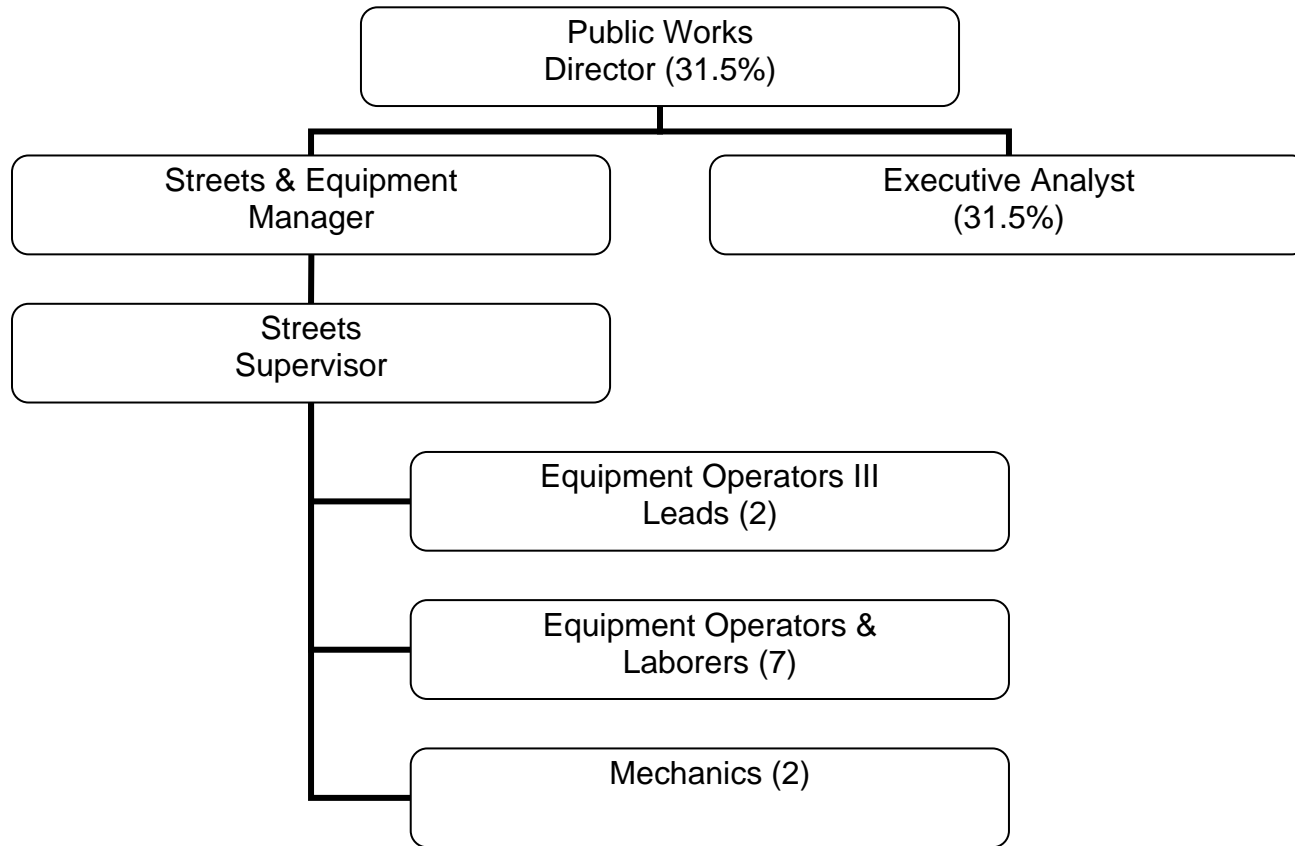 Public Works
Director (31.5%)
Streets & Equipment
Manager
Executive Analyst
(31.5%)
Streets
Supervisor
Equipment Operators III
Leads (2)
Equipment Operators &
Laborers (7)
Mechanics (2)